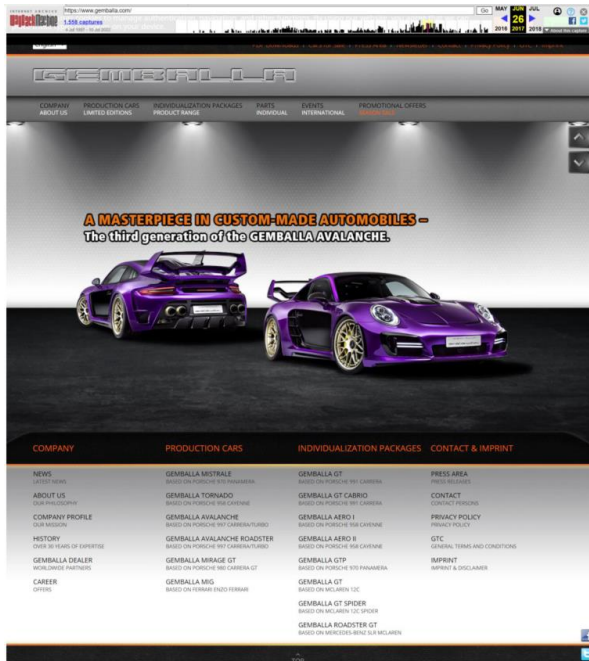 INTERNET ARCHIVE
WayBackMachine
https://www.gemballa.com/
Go
1,558 captures
MAY JUN JUL
26
2016 2017 2018
About this capture
GEMBALLA
COMPANY
ABOUT US
PRODUCTION CARS
LIMITED EDITIONS
INDIVIDUALIZATION PACKAGES
PRODUCT RANGE
PARTS
INDIVIDUAL
EVENTS
INTERNATIONAL
PROMOTIONAL OFFERS
A MASTERPIECE IN CUSTOM-MADE AUTOMOBILES –
The third generation of the GEMBALLA AVALANCHE.
COMPANY
NEWS
LATEST NEWS
ABOUT US
OUR PHILOSOPHY
COMPANY PROFILE
OUR MISSION
HISTORY
OVER 30 YEARS OF EXPERTISE
GEMBALLA DEALER
WORLDWIDE PARTNERS
CAREER
OFFERS
PRODUCTION CARS
GEMBALLA MISTRALE
BASED ON PORSCHE 970 PANAMERA
GEMBALLA TORNADO
BASED ON PORSCHE 958 CAYENNE
GEMBALLA AVALANCHE
BASED ON PORSCHE 997 CARRERA/TURBO
GEMBALLA AVALANCHE ROADSTER
BASED ON PORSCHE 997 CARRERA/TURBO
GEMBALLA MIRAGE GT
BASED ON PORSCHE 980 CARRERA GT
GEMBALLA MIG
BASED ON FERRARI ENZO FERRARI
INDIVIDUALIZATION PACKAGES
GEMBALLA GT
BASED ON PORSCHE 991 CARRERA
GEMBALLA GT CABRIO
BASED ON PORSCHE 991 CARRERA
GEMBALLA AERO I
BASED ON PORSCHE 958 CAYENNE
GEMBALLA AERO II
BASED ON PORSCHE 958 CAYENNE
GEMBALLA GTP
BASED ON PORSCHE 970 PANAMERA
GEMBALLA GT
BASED ON MCLAREN 12C
GEMBALLA GT SPIDER
BASED ON MCLAREN 12C SPIDER
GEMBALLA ROADSTER GT
BASED ON MERCEDES-BENZ SLR MCLAREN
CONTACT & IMPRINT
PRESS AREA
PRESS RELEASES
CONTACT
CONTACT PERSONS
PRIVACY POLICY
PRIVACY POLICY
GTC
GENERAL TERMS AND CONDITIONS
IMPRINT
IMPRINT & DISCLAIMER